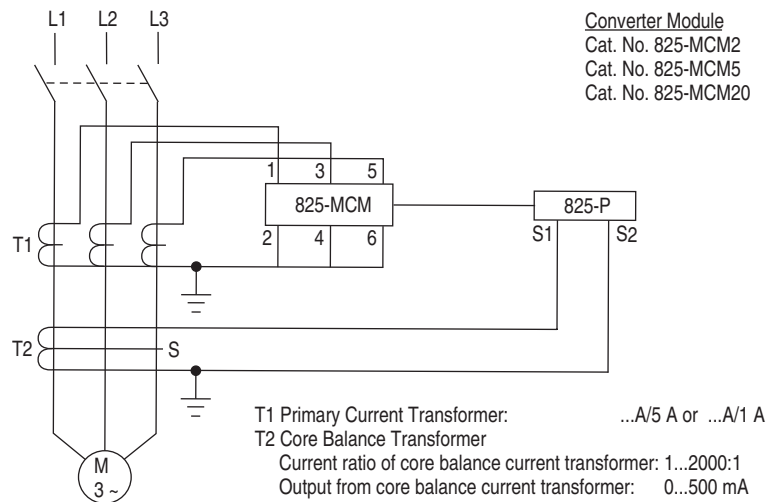 L1 L2 L3
Converter Module
Cat. No. 825-MCM2
Cat. No. 825-MCM5
Cat. No. 825-MCM20
1 3 5
825-MCM 825-P
2 4 6 S1 S2
T1
T2 S
T1 Primary Current Transformer: ...A/5 A or ...A/1 A
T2 Core Balance Transformer
Current ratio of core balance current transformer: 1...2000:1
Output from core balance current transformer: 0...500 mA
M
3 ~